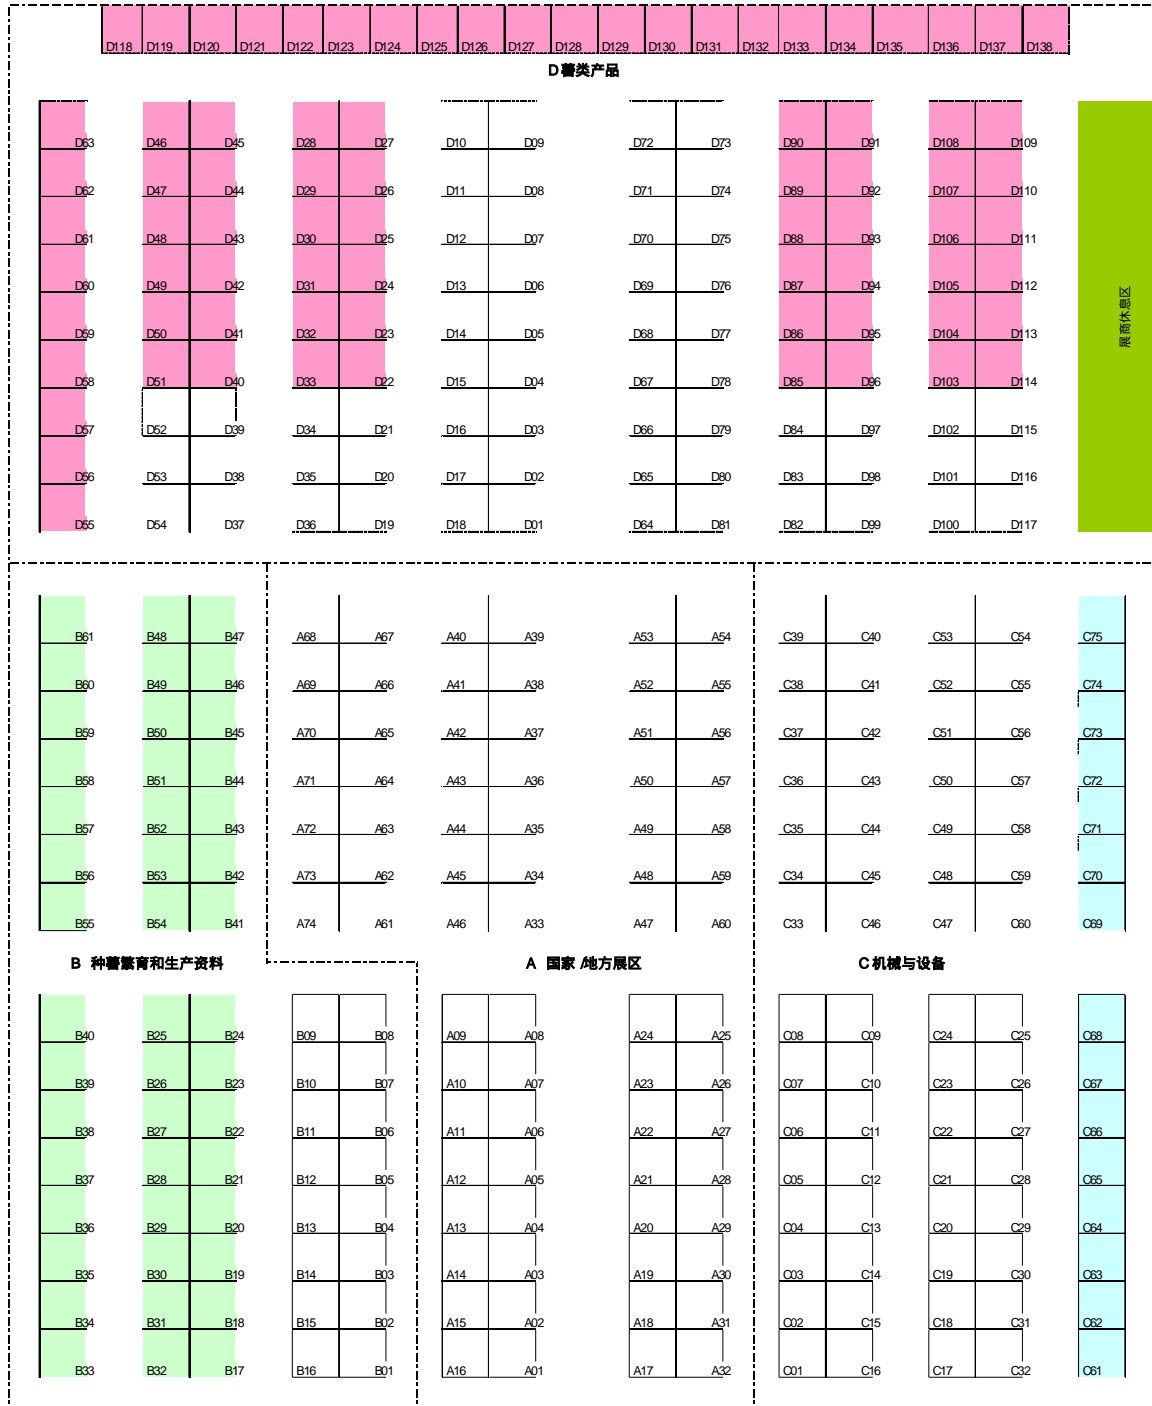 D118 D119 D120 D121 D122 D123 D124 D125 D126 D127 D128 D129 D130 D131 D132 D133 D134 D135 D136 D137 D138
D薯类产品
D63 D46 D45 D28 D27 D10 D09 D72 D73 D90 D91 D108 D109
D62 D47 D44 D29 D26 D11 D08 D71 D74 D89 D92 D107 D110
D61 D48 D43 D30 D25 D12 D07 D70 D75 D88 D93 D106 D111
D60 D49 D42 D31 D24 D13 D06 D69 D76 D87 D94 D105 D112
展商休息区
D59 D50 D41 D32 D23 D14 D05 D68 D77 D86 D95 D104 D113
D58 D51 D40 D33 D22 D15 D04 D67 D78 D85 D96 D103 D114
D57 D52 D39 D34 D21 D16 D03 D66 D79 D84 D97 D102 D115
D56 D53 D38 D35 D20 D17 D02 D65 D80 D83 D98 D101 D116
D55 D54 D37 D36 D19 D18 D01 D64 D81 D82 D99 D100 D117
B61 B48 B47 A68 A67 A40 A39 A53 A54 C39 C40 C53 C54 C75
B60 B49 B46 A69 A66 A41 A38 A52 A55 C38 C41 C52 C55 C74
B59 B50 B45 A70 A65 A42 A37 A51 A56 C37 C42 C51 C56 C73
B58 B51 B44 A71 A64 A43 A36 A50 A57 C36 C43 C50 C57 C72
B57 B52 B43 A72 A63 A44 A35 A49 A58 C35 C44 C49 C58 C71
B56 B53 B42 A73 A62 A45 A34 A48 A59 C34 C45 C48 C59 C70
B55 B54 B41 A74 A61 A46 A33 A47 A60 C33 C46 C47 C60 C69
B 种薯繁育和生产资料 A 国家/地方展区 C机械与设备
B40 B25 B24 B09 B08 A09 A08 A24 A25 C08 C09 C24 C25 C68
B39 B26 B23 B10 B07 A10 A07 A23 A26 C07 C10 C23 C26 C67
B38 B27 B22 B11 B06 A11 A06 A22 A27 C06 C11 C22 C27 C66
B37 B28 B21 B12 B05 A12 A05 A21 A28 C05 C12 C21 C28 C65
B36 B29 B20 B13 B04 A13 A04 A20 A29 C04 C13 C20 C29 C64
B35 B30 B19 B14 B03 A14 A03 A19 A30 C03 C14 C19 C30 C63
B34 B31 B18 B15 B02 A15 A02 A18 A31 C02 C15 C18 C31 C62
B33 B32 B17 B16 B01 A16 A01 A17 A32 C01 C16 C17 C32 C61